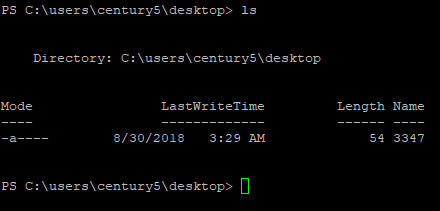 PS C:\users\century5\desktop> ls
Directory: C:\users\century5\desktop
Mode LastWriteTime Length Name
---- ------------- ------ ----
-a---- 8/30/2018 3:29 AM 54 3347
PS C:\users\century5\desktop>